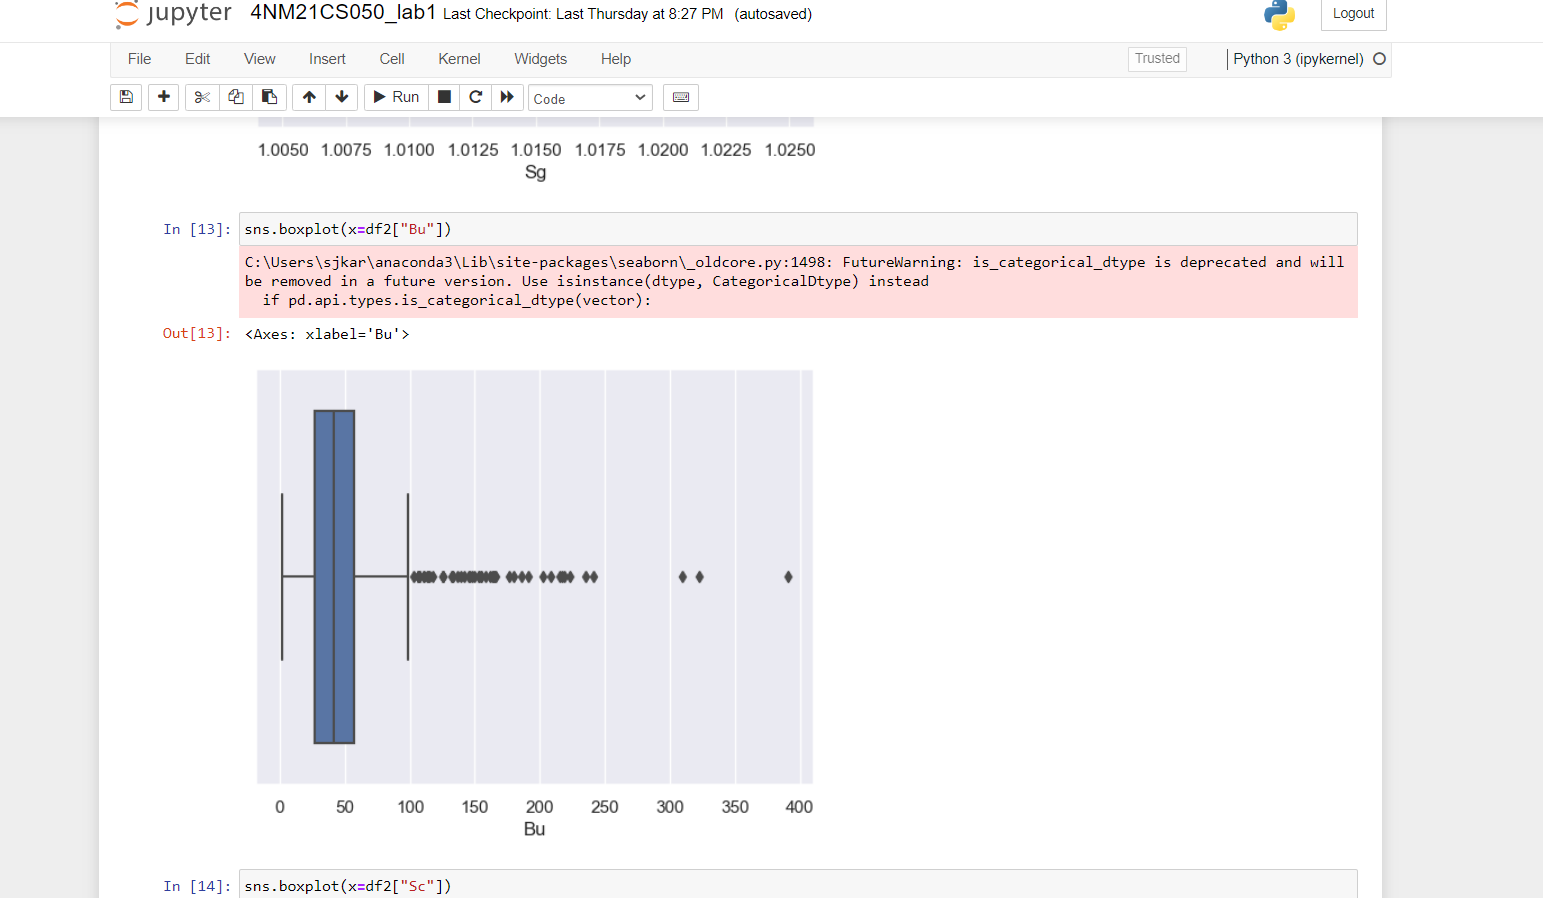 jupyter 4NM21CS050_lab1 Last Checkpoint: Last Thursday at 8:27 PM (autosaved) Logout
File Edit View Insert Cell Kernel Widgets Help Trusted Python 3 (ipykernel)
Run Code
1.0050 1.0075 1.0100 1.0125 1.0150 1.0175 1.0200 1.0225 1.0250
Sg
In [13]: sns.boxplot(x=df2["Bu"])
C:\Users\sjkar\anaconda3\Lib\site-packages\seaborn\_oldcore.py:1498: FutureWarning: is_categorical_dtype is deprecated and will
be removed in a future version. Use isinstance(dtype, CategoricalDtype) instead
  if pd.api.types.is_categorical_dtype(vector):
Out[13]: <Axes: xlabel='Bu'>
0 50 100 150 200 250 300 350 400
Bu
In [14]: sns.boxplot(x=df2["Sc"])